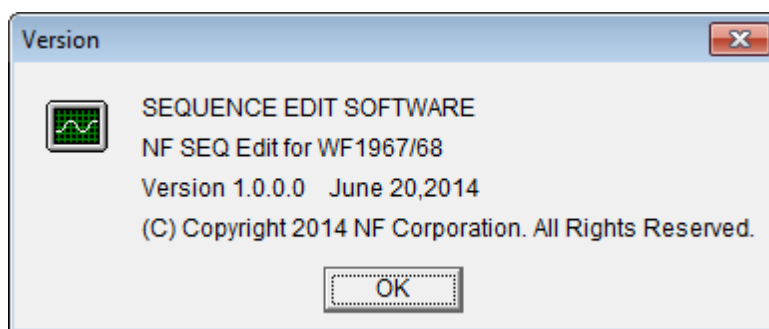 Version
SEQUENCE EDIT SOFTWARE
NF SEQ Edit for WF1967/68
Version 1.0.0.0   June 20,2014
(C) Copyright 2014 NF Corporation. All Rights Reserved.
OK